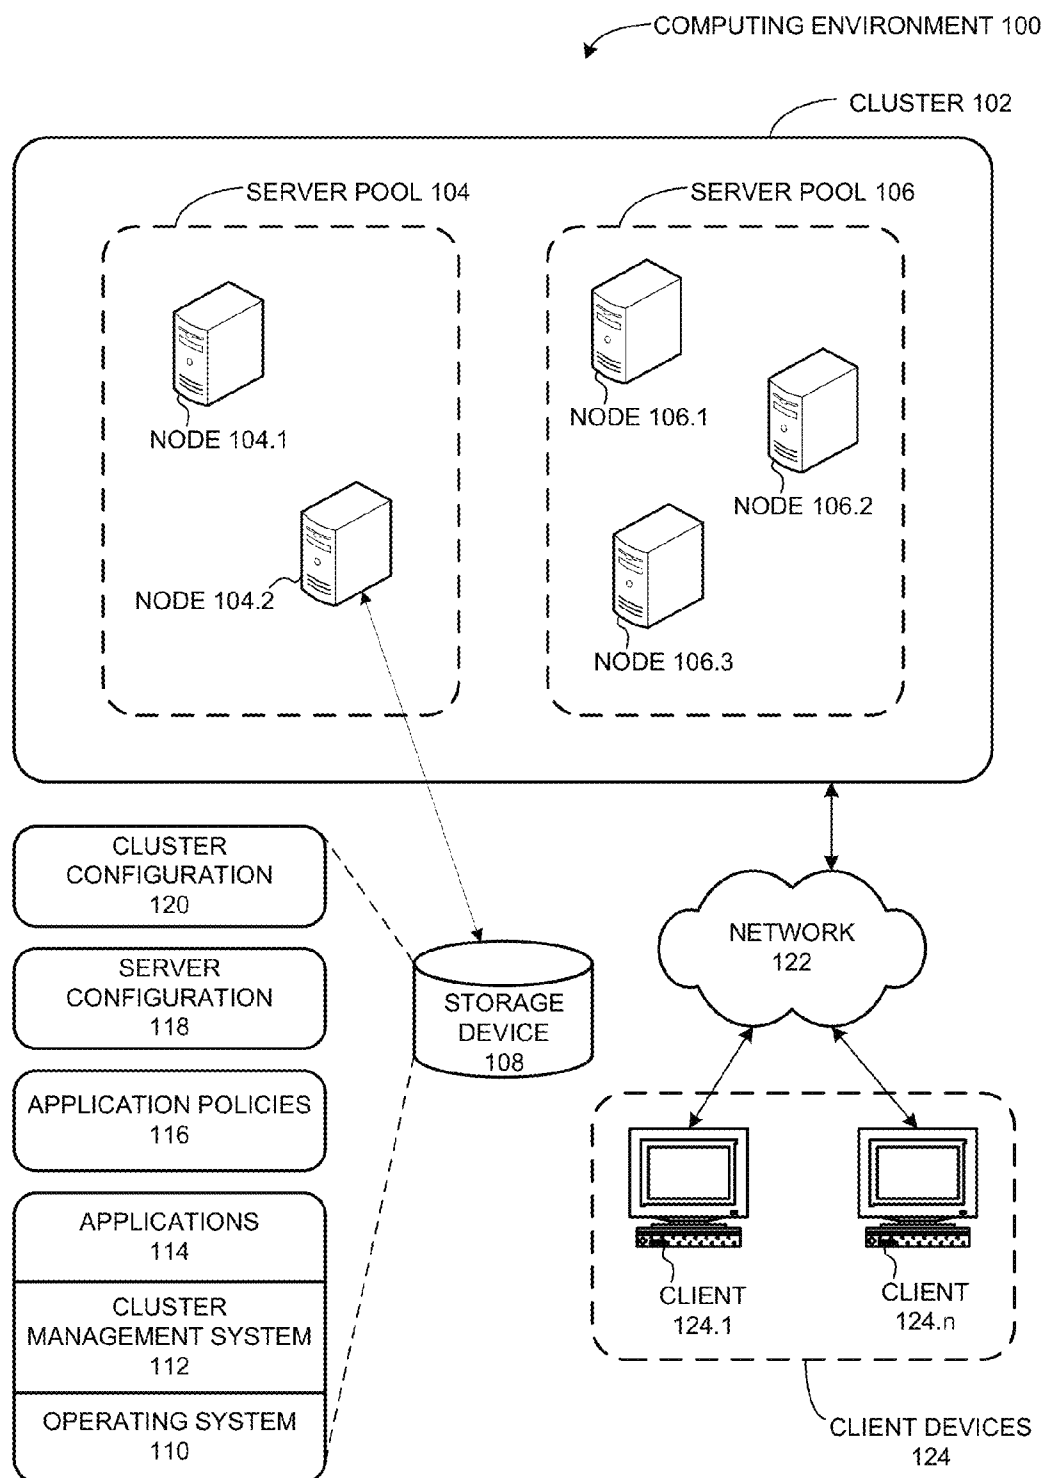 COMPUTING ENVIRONMENT 100
CLUSTER 102
SERVER POOL 104
SERVER POOL 106
NODE 104.1
NODE 106.1
NODE 106.2
NODE 104.2
NODE 106.3
CLUSTER
CONFIGURATION
120
SERVER
CONFIGURATION
118
APPLICATION POLICIES
116
APPLICATIONS
114
CLUSTER
MANAGEMENT SYSTEM
112
OPERATING SYSTEM
110
STORAGE
DEVICE
108
NETWORK
122
CLIENT
124.1
CLIENT
124.n
CLIENT DEVICES
124